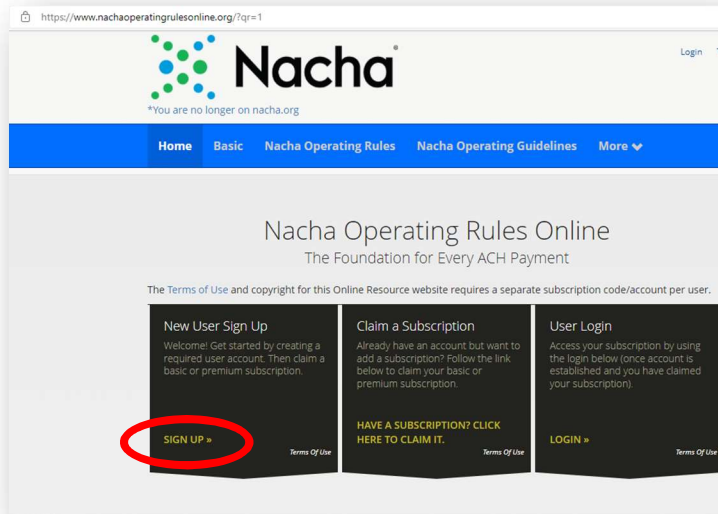 https://www.nachaoperatingrulesonline.org/?qr=1
Nacha®
Login
*You are no longer on nacha.org
Home Basic Nacha Operating Rules Nacha Operating Guidelines More
Nacha Operating Rules Online
The Foundation for Every ACH Payment
The Terms of Use and copyright for this Online Resource website requires a separate subscription code/account per user.
New User Sign Up
Welcome! Get started by creating a
required user account. Then claim a
basic or premium subscription.
SIGN UP »
Terms Of Use
Claim a Subscription
Already have an account but want to
add a subscription? Follow the link
below to claim your basic or
premium subscription.
HAVE A SUBSCRIPTION? CLICK
HERE TO CLAIM IT.
Terms Of Use
User Login
Access your subscription by using
the login below (once account is
established and you have claimed
your subscription).
LOGIN »
Terms Of Use